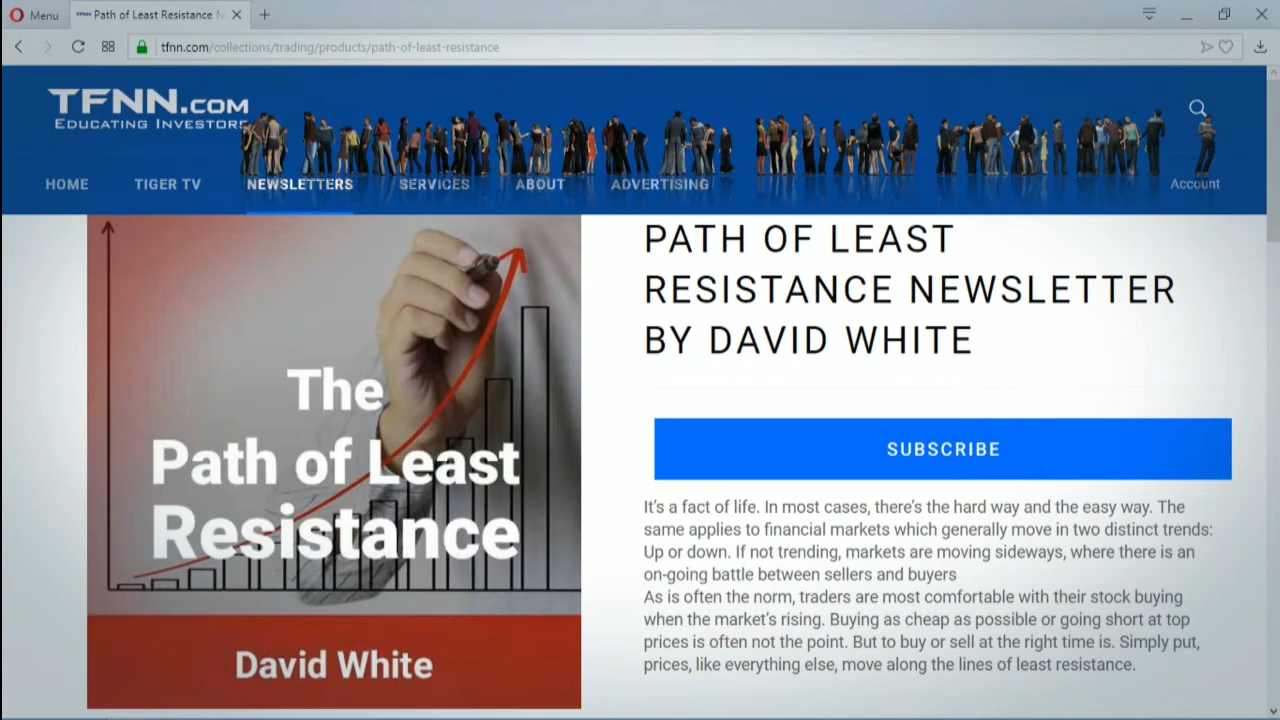 Menu
Path of Least Resistance
tfnn.com/collections/trading/products/path-of-least-resistance
TFNN.COM
EDUCATING INVESTORS
HOME TIGER TV NEWSLETTERS SERVICES ABOUT ADVERTISING Account
The
Path of Least
Resistance
David White
PATH OF LEAST
RESISTANCE NEWSLETTER
BY DAVID WHITE
SUBSCRIBE
It's a fact of life. In most cases, there's the hard way and the easy way. The
same applies to financial markets which generally move in two distinct trends:
Up or down. If not trending, markets are moving sideways, where there is an
on-going battle between sellers and buyers
As is often the norm, traders are most comfortable with their stock buying
when the market's rising. Buying as cheap as possible or going short at top
prices is often not the point. But to buy or sell at the right time is. Simply put,
prices, like everything else, move along the lines of least resistance.